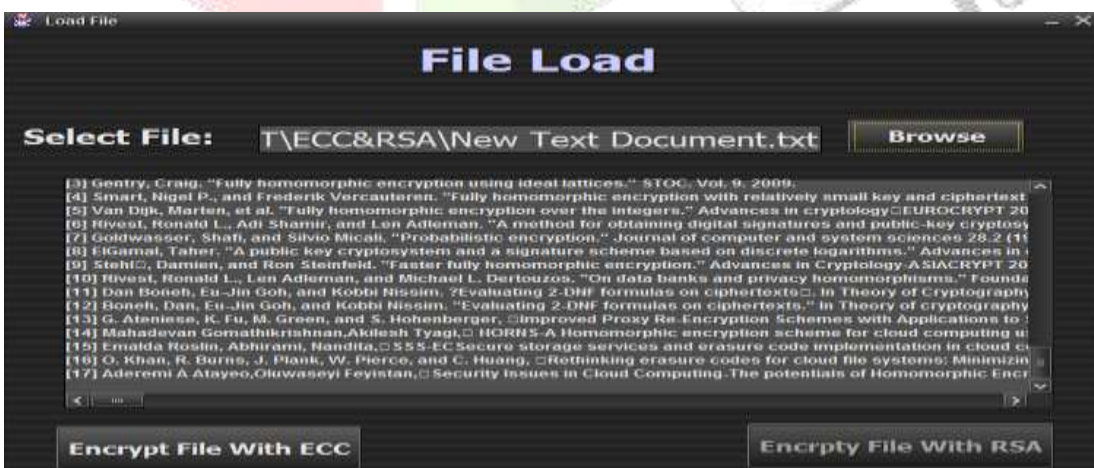 Load File
File Load
Select File: T\ECC&RSA\New Text Document.txt Browse
[3] Gentry, Craig. "Fully homomorphic encryption using ideal lattices." STOC. Vol. 9. 2009.
[4] Smart, Nigel P., and Frederik Vercauteren. "Fully homomorphic encryption with relatively small key and ciphertext
[5] Van Dijk, Marten, et al. "Fully homomorphic encryption over the integers." Advances in cryptology□EUROCRYPT 20
[6] Rivest, Ronald L., Adi Shamir, and Len Adleman. "A method for obtaining digital signatures and public-key cryptosy
[7] Goldwasser, Shafi, and Silvio Micali. "Probabilistic encryption." Journal of computer and system sciences 28.2 (19
[8] ElGamal, Taher. "A public key cryptosystem and a signature scheme based on discrete logarithms." Advances in
[9] Stehl□, Damien, and Ron Steinfeld. "Faster fully homomorphic encryption." Advances in Cryptology-ASIACRYPT 20
[10] Rivest, Ronald L., Len Adleman, and Michael L. Dertouzos. "On data banks and privacy homomorphisms." Founda
[11] Dan Boneh, Eu-Jin Goh, and Kobbi Nissim, ?Evaluating 2-DNF formulas on ciphertexts□. In Theory of Cryptography
[12] Boneh, Dan, Eu-Jin Goh, and Kobbi Nissim. "Evaluating 2-DNF formulas on ciphertexts." In Theory of cryptography
[13] G. Ateniese, K. Fu, M. Green, and S. Hohenberger, □Improved Proxy Re-Encryption Schemes with Applications to
[14] Mahadevan Gomathikrishnan,Akilesh Tyagi,□ HORNS-A Homomorphic encryption scheme for cloud computing u
[15] Ernalda Roslin, Abhirami, Nandita,□ SSS-EC Secure storage services and erasure code implementation in cloud c
[16] O. Khan, R. Burns, J. Plank, W. Pierce, and C. Huang, □Rethinking erasure codes for cloud file systems: Minimizin
[17] Aderemi A Atayeo,Oluwaseyi Feyistan,□ Security Issues in Cloud Computing.The potentials of Homomorphic Encr
Encrypt File With ECC Encrpty File With RSA